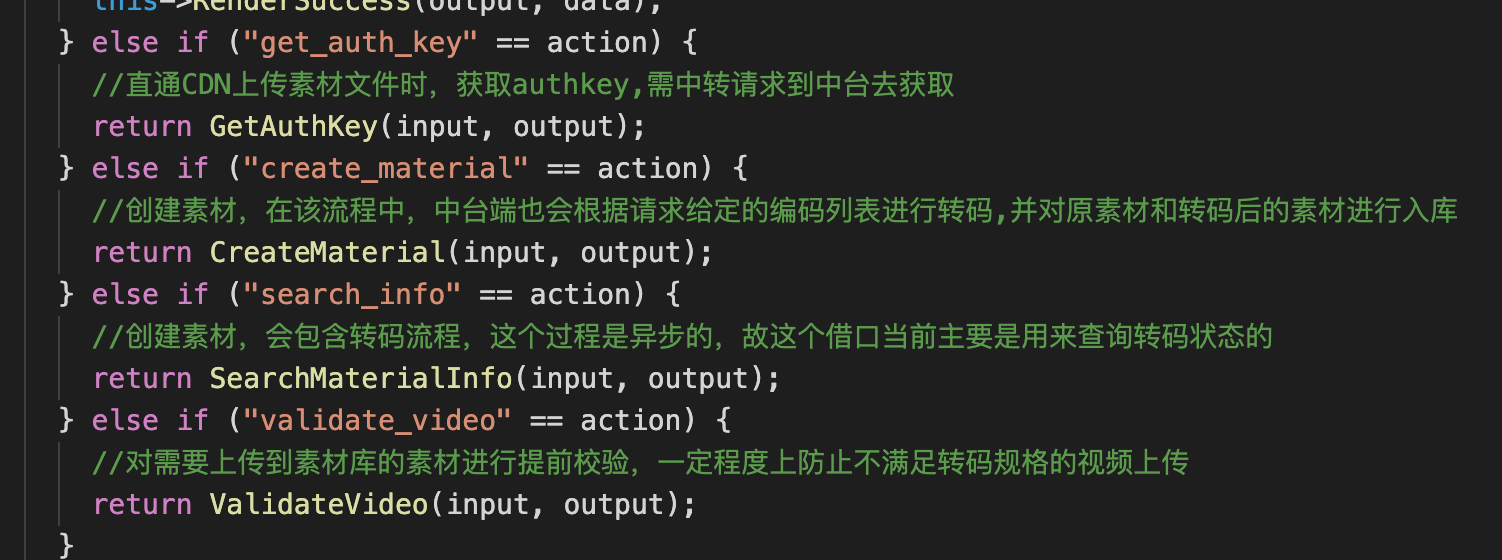 this->RenderSuccess(output, data);
} else if ("get_auth_key" == action) {
//直通CDN上传素材文件时，获取authkey,需中转请求到中台去获取
return GetAuthKey(input, output);
} else if ("create_material" == action) {
//创建素材，在该流程中，中台端也会根据请求给定的编码列表进行转码,并对原素材和转码后的素材进行入库
return CreateMaterial(input, output);
} else if ("search_info" == action) {
//创建素材，会包含转码流程，这个过程是异步的，故这个借口当前主要是用来查询转码状态的
return SearchMaterialInfo(input, output);
} else if ("validate_video" == action) {
//对需要上传到素材库的素材进行提前校验，一定程度上防止不满足转码规格的视频上传
return ValidateVideo(input, output);
}